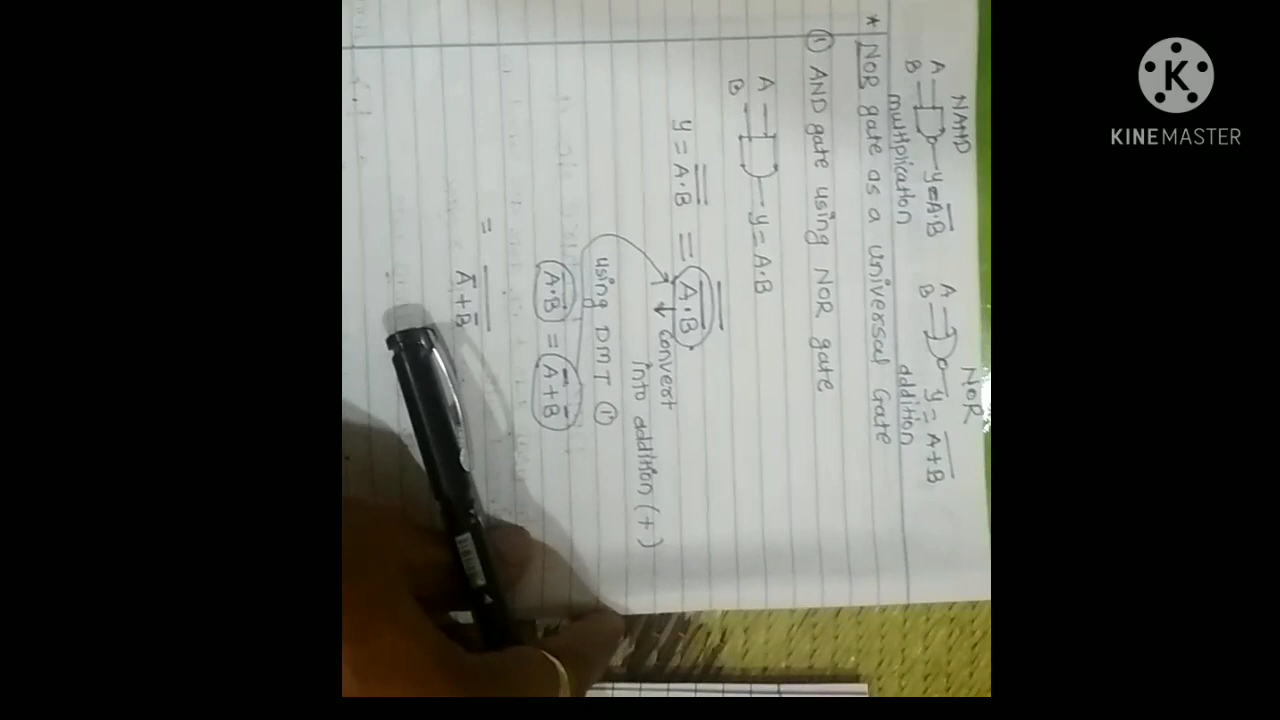 NAND
A
B
y=A̅.̅B̅
multiplication
NOR
A
B
y = A̅+̅B̅
addition
* NOR gate as a universal Gate
① AND gate using NOR gate
A
B
y = A.B
y = A̿.̿B̿ = A̿.̿B̿
↓ convert
into addition (+)
using DMT ①
A̅.̅B̅ = A̅ + B̅
= A̅ + B̅
K
KINEMASTER